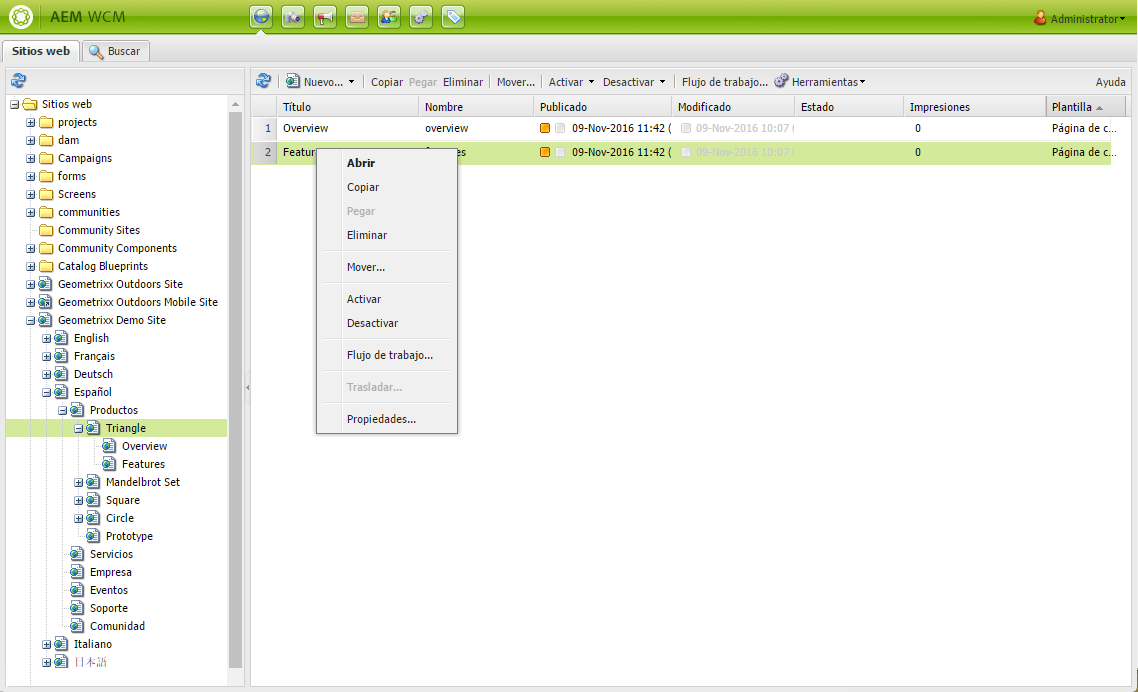 AEM WCM
Administrator
Sitios web
Buscar
Nuevo...
Copiar
Pegar
Eliminar
Mover...
Activar
Desactivar
Flujo de trabajo...
Herramientas
Ayuda
Sitios web
projects
dam
Campaigns
forms
Screens
communities
Community Sites
Community Components
Catalog Blueprints
Geometrixx Outdoors Site
Geometrixx Outdoors Mobile Site
Geometrixx Demo Site
English
Français
Deutsch
Español
Productos
Triangle
Overview
Features
Mandelbrot Set
Square
Circle
Prototype
Servicios
Empresa
Eventos
Soporte
Comunidad
Italiano
日本語
Título Nombre Publicado Modificado Estado Impresiones Plantilla
1 Overview overview 09-Nov-2016 11:42 ( 09-Nov-2016 10:07 ( 0 Página de c...
2 Featur es 09-Nov-2016 11:42 ( 09-Nov-2016 10:07 ( 0 Página de c...
Abrir
Copiar
Pegar
Eliminar
Mover...
Activar
Desactivar
Flujo de trabajo...
Trasladar...
Propiedades...